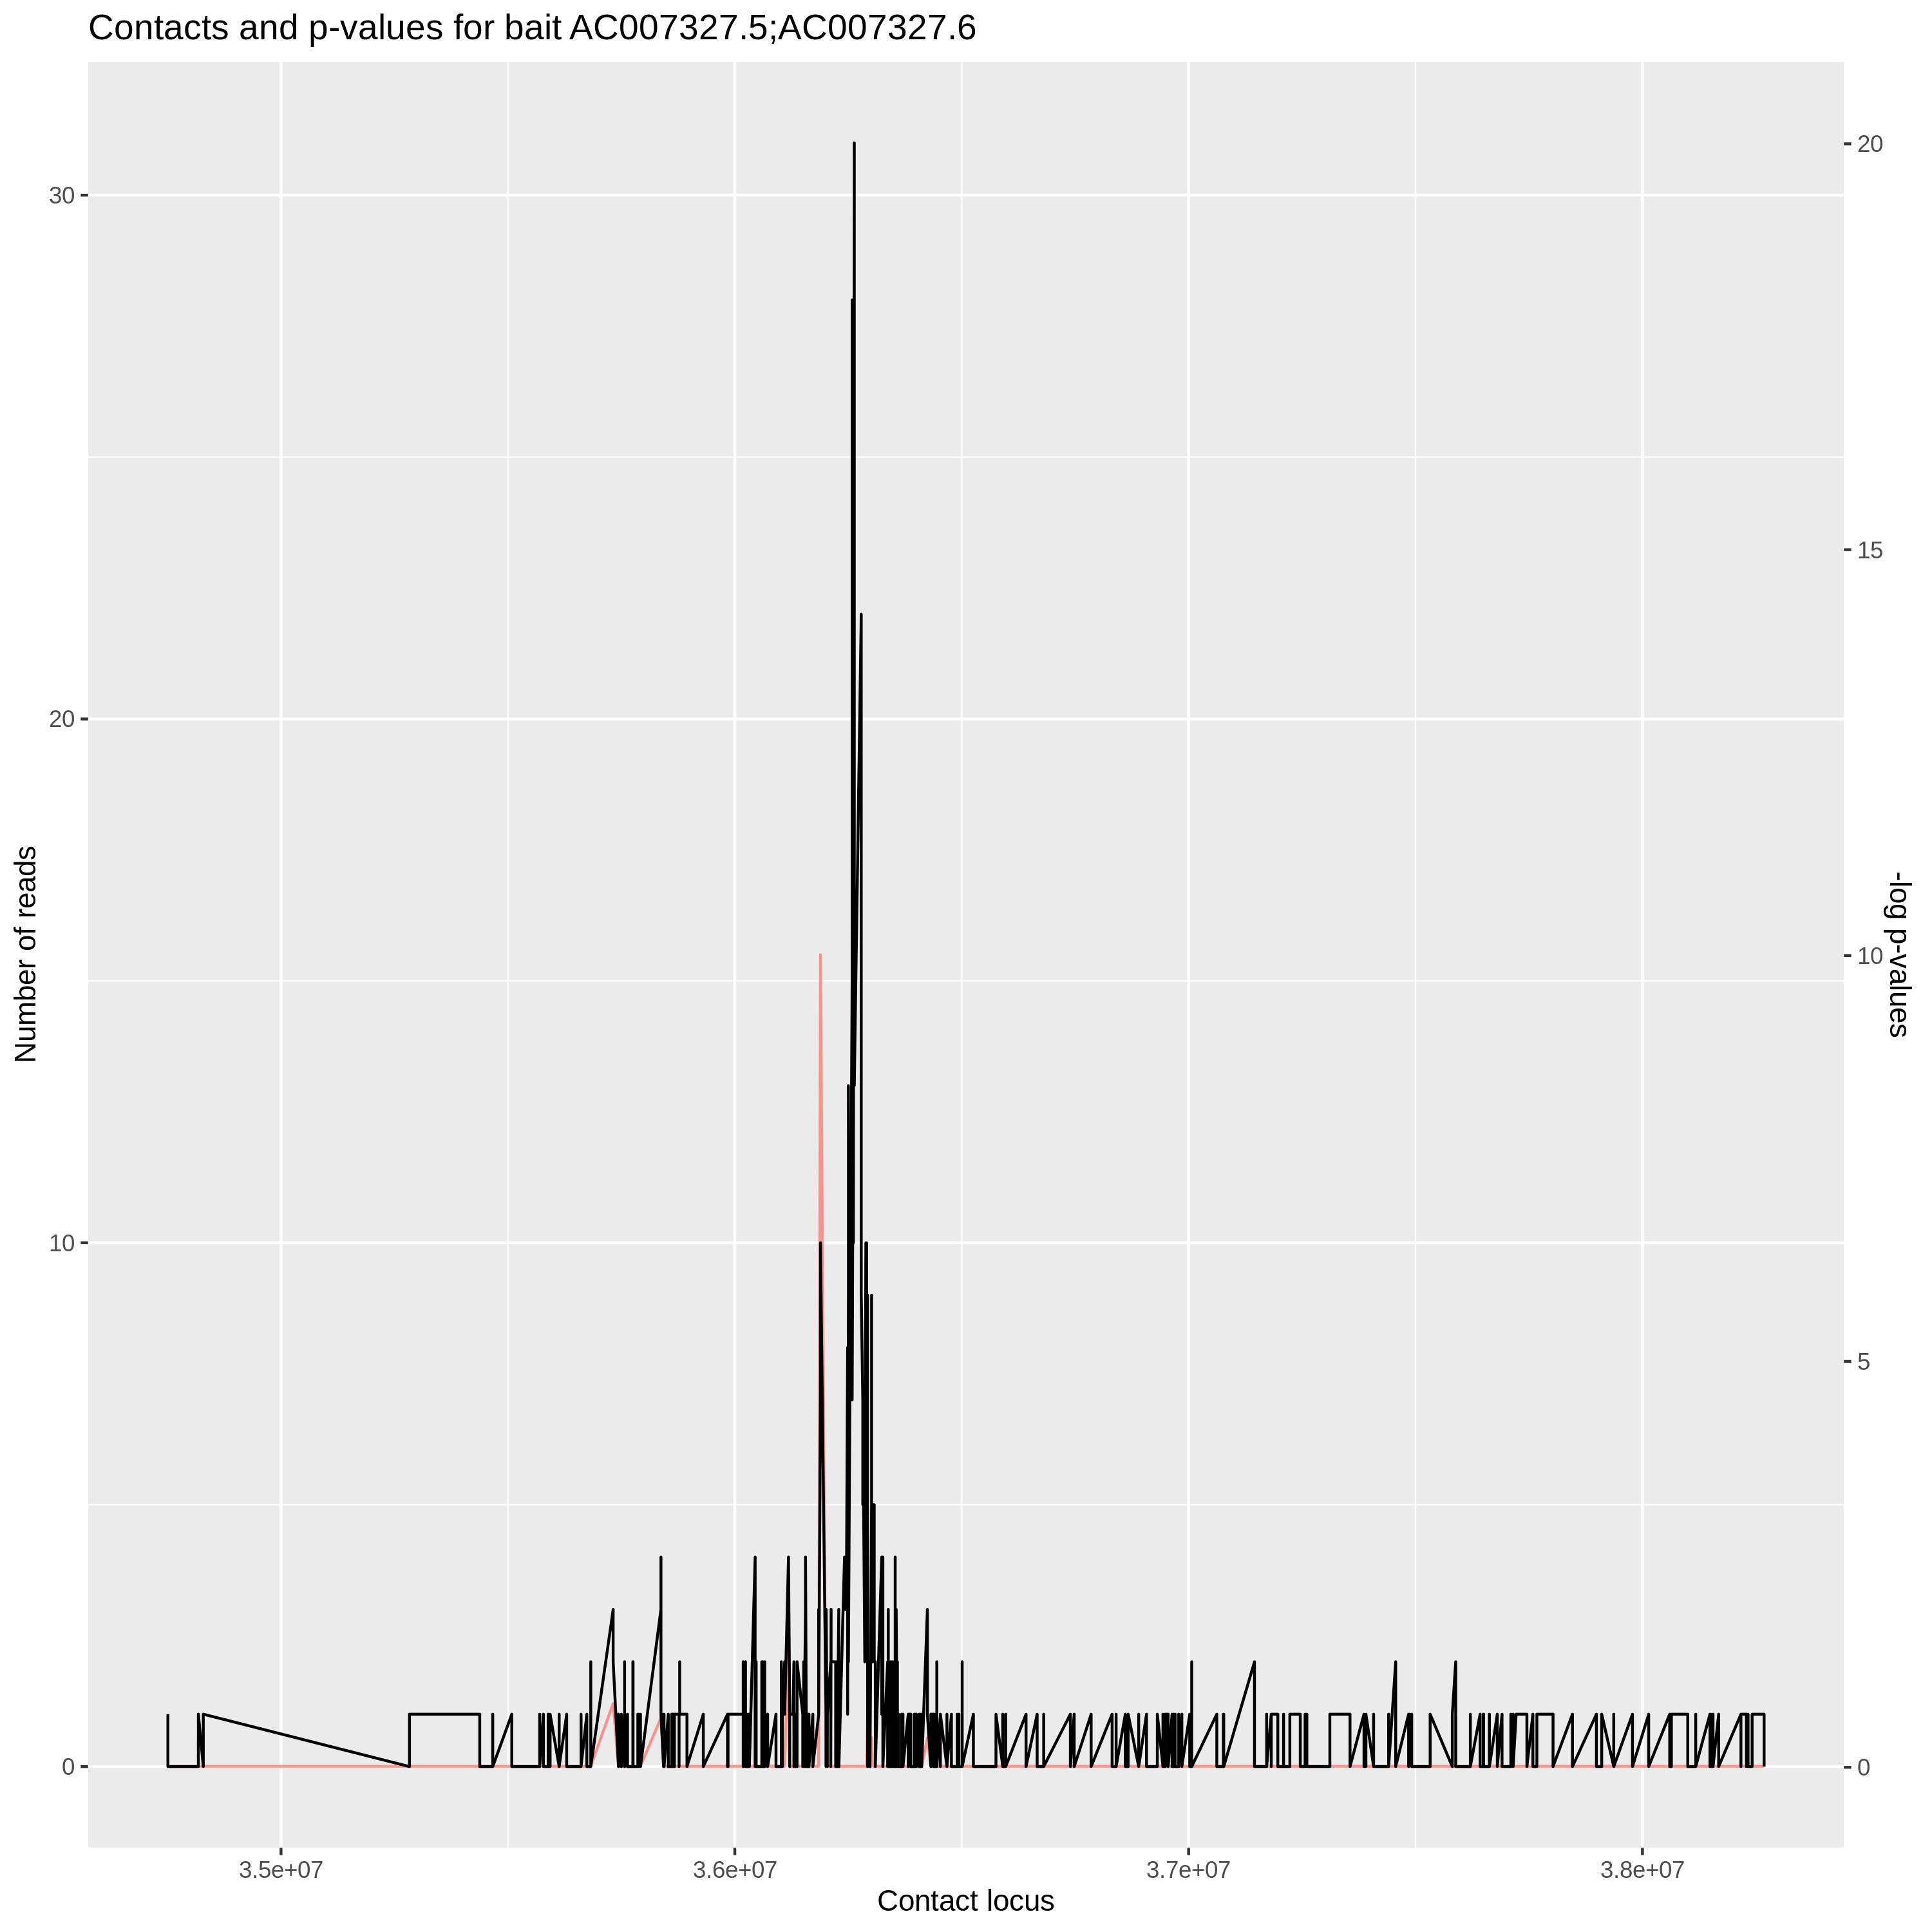 Contacts and p-values for bait AC007327.5;AC007327.6
30
20
10
0
Number of reads
20
15
10
5
0
-log p-values
3.5e+07
3.6e+07
3.7e+07
3.8e+07
Contact locus